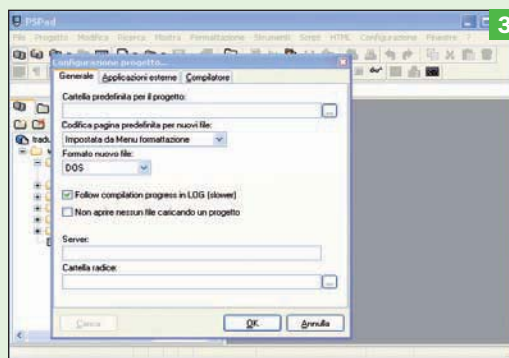 PSPad
3
File Progetto Modifica Ricerca Mostra Formattazione Strumenti Script HTML Configurazione Finestre ?
Configurazione progetto...
Generale Applicazioni esterne Compilatore
Cartella predefinita per il progetto:
...
Codifica pagina predefinita per nuovi file:
Impostata da Menu formattazione
Formato nuovo file:
DOS
Follow compilation progress in LOG (slower)
Non aprire nessun file caricando un progetto
Server:
Cartella radice:
...
OK Annulla